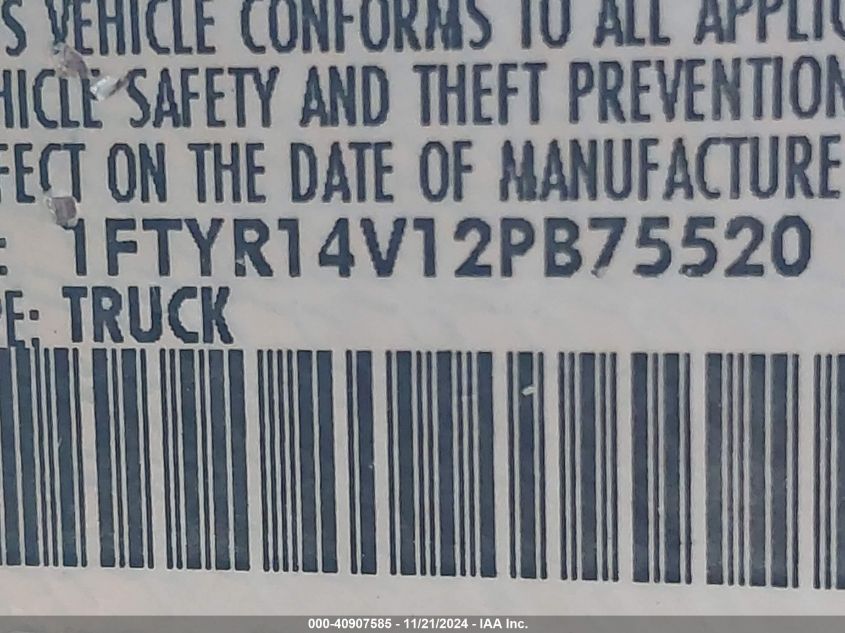 S VEHICLE CONFORMS TO ALL APPLIC
HICLE SAFETY AND THEFT PREVENTION
FECT ON THE DATE OF MANUFACTURE
: 1FTYR14V12PB75520
PE: TRUCK
000-40907585 - 11/21/2024 - IAA Inc.